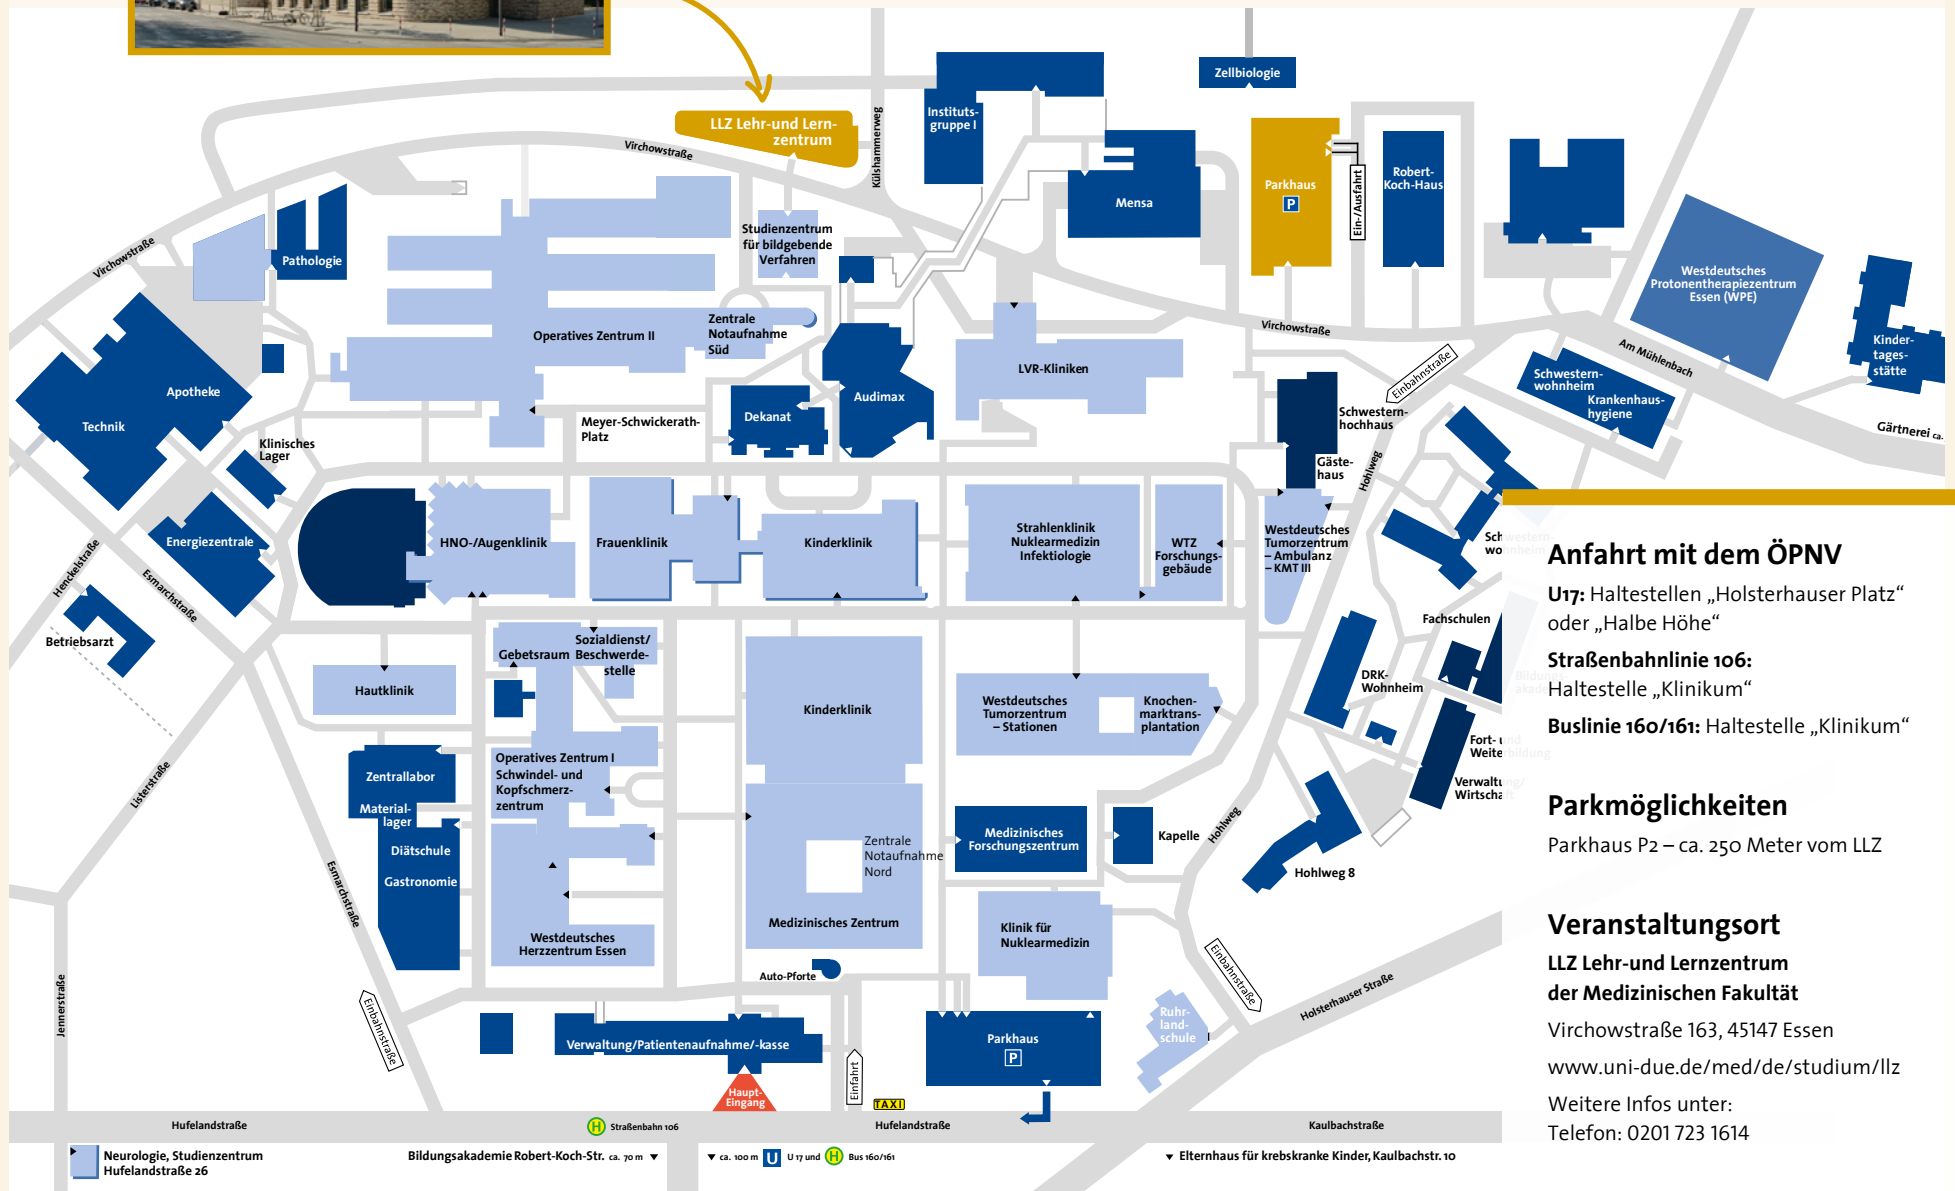 Zellbiologie
Instituts-
gruppe I
LLZ Lehr-und Lern-
zentrum
Virchowstraße
Külshammerweg
Mensa
Parkhaus
P
Ein-/Ausfahrt
Robert-
Koch-Haus
Virchowstraße
Pathologie
Studienzentrum
für bildgebende
Verfahren
Westdeutsches
Protonentherapiezentrum
Essen (WPE)
Zentrale
Notaufnahme
Süd
Operatives Zentrum II
Virchowstraße
Am Mühlenbach
Kinder-
tages-
stätte
Einbahnstraße
LVR-Kliniken
Schwestern-
wohnheim
Krankenhaus-
hygiene
Apotheke
Technik
Audimax
Dekanat
Meyer-Schwickerath-
Platz
Schwestern-
hochhaus
Gärtnerei ca.
Klinisches
Lager
Gäste-
haus
Hohlweg
Energiezentrale
HNO-/Augenklinik
Frauenklinik
Kinderklinik
Strahlenklinik
Nuklearmedizin
Infektiologie
WTZ
Forschungs-
gebäude
Westdeutsches
Tumorzentrum
– Ambulanz
– KMT III
Schwestern-
wohnheim
Henckelstraße
Esmarchstraße
Betriebsarzt
Fachschulen
Gebetsraum
Sozialdienst/
Beschwerde-
stelle
Hautklinik
Kinderklinik
Westdeutsches
Tumorzentrum
– Stationen
Knochen-
marktrans-
plantation
DRK-
Wohnheim
Bildungs-
akade
Fort- und
Weiterbildung
Verwaltung/
Wirtschaft
Listerstraße
Zentrallabor
Material-
lager
Diätschule
Gastronomie
Operatives Zentrum I
Schwindel- und
Kopfschmerz-
zentrum
Zentrale
Notaufnahme
Nord
Medizinisches
Forschungszentrum
Kapelle
Hohlweg
Hohlweg 8
Esmarchstraße
Westdeutsches
Herzzentrum Essen
Medizinisches Zentrum
Klinik für
Nuklearmedizin
Auto-Pforte
Einbahnstraße
Einbahnstraße
Holsterhauser Straße
Jennerstraße
Ruhr-
land-
schule
Verwaltung/Patientenaufnahme/-kasse
Parkhaus
P
Einfahrt
Haupt-
Eingang
TAXI
Hufelandstraße
H Straßenbahn 106
Hufelandstraße
Kaulbachstraße
Neurologie, Studienzentrum
Hufelandstraße 26
Bildungsakademie Robert-Koch-Str. ca. 70 m
ca. 100 m U U 17 und H Bus 160/161
Elternhaus für krebskranke Kinder, Kaulbachstr. 10
Anfahrt mit dem ÖPNV
U17: Haltestellen „Holsterhauser Platz“
oder „Halbe Höhe“
Straßenbahnlinie 106:
Haltestelle „Klinikum“
Buslinie 160/161: Haltestelle „Klinikum“
Parkmöglichkeiten
Parkhaus P2 – ca. 250 Meter vom LLZ
Veranstaltungsort
LLZ Lehr-und Lernzentrum
der Medizinischen Fakultät
Virchowstraße 163, 45147 Essen
www.uni-due.de/med/de/studium/llz
Weitere Infos unter:
Telefon: 0201 723 1614